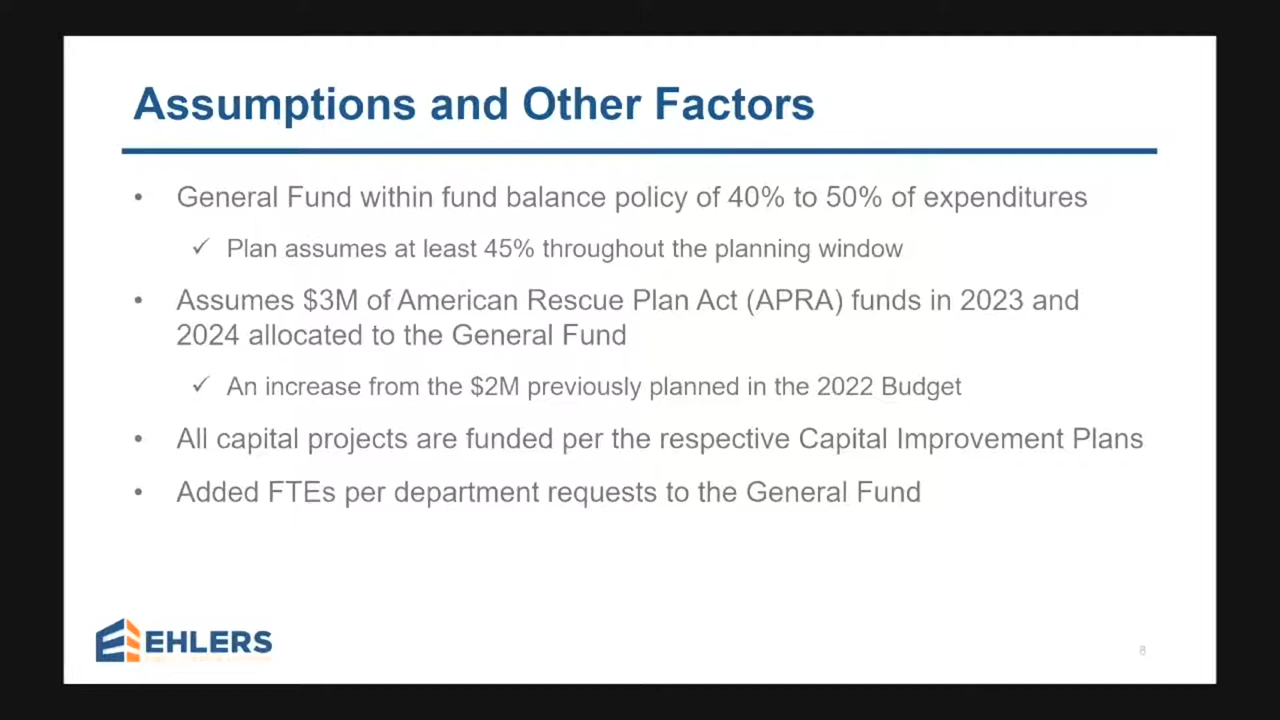 Assumptions and Other Factors
• General Fund within fund balance policy of 40% to 50% of expenditures
✓ Plan assumes at least 45% throughout the planning window
• Assumes $3M of American Rescue Plan Act (APRA) funds in 2023 and
2024 allocated to the General Fund
✓ An increase from the $2M previously planned in the 2022 Budget
• All capital projects are funded per the respective Capital Improvement Plans
• Added FTEs per department requests to the General Fund
EHLERS
8